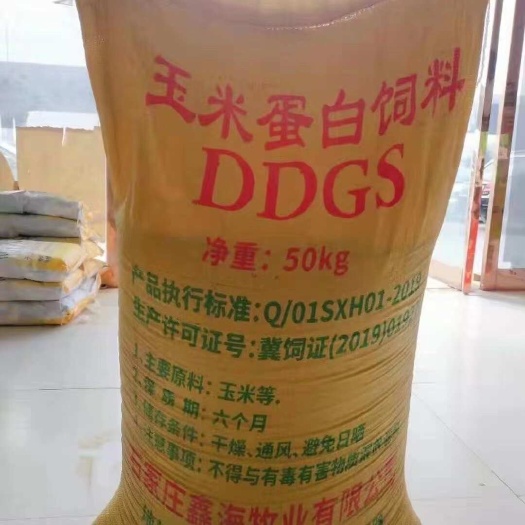 玉米蛋白饲料
DDGS
净重：50kg
产品执行标准：Q/01SXH01-2019
生产许可证号：冀饲证(2019)019
1.主要原料：玉米等.
2.保质期：六个月
3.储存条件：干燥、通风、避免日晒
4.注意事项：不得与有毒有害物质
石家庄鑫海牧业有限公司